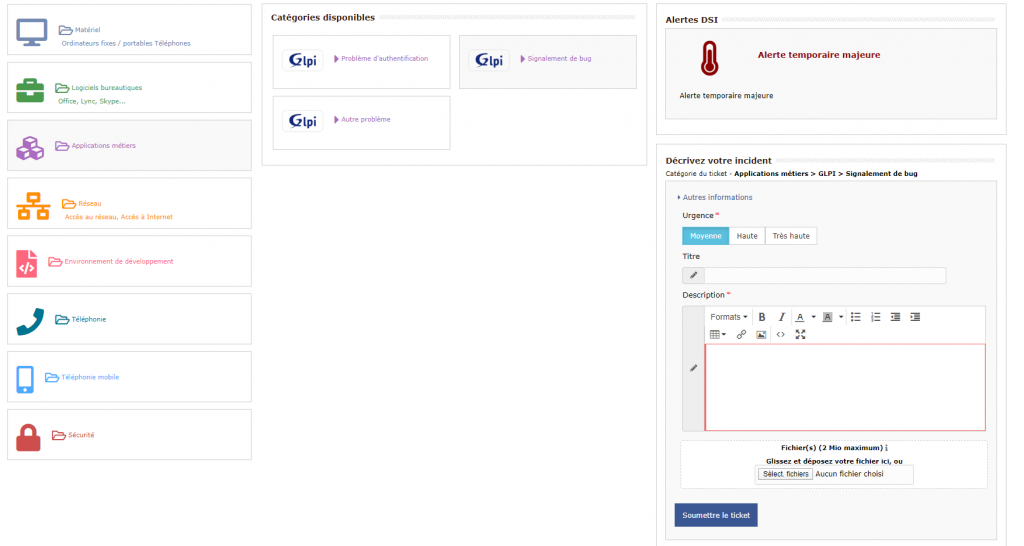 Matériel
Ordinateurs fixes / portables Téléphones
Logiciels bureautiques
Office, Lync, Skype...
Applications métiers
Réseau
Accès au réseau, Accès à Internet
Environnement de développement
Téléphonie
Téléphonie mobile
Sécurité
Catégories disponibles
Glpi Problème d'authentification
Glpi Signalement de bug
Glpi Autre problème
Alertes DSI
Alerte temporaire majeure
Alerte temporaire majeure
Décrivez votre incident
Catégorie du ticket - Applications métiers > GLPI > Signalement de bug
Autres informations
Urgence *
Moyenne Haute Très haute
Titre
Description *
Formats B I A A
Fichier(s) (2 Mio maximum) i
Glissez et déposez votre fichier ici, ou
Sélect. fichiers Aucun fichier choisi
Soumettre le ticket